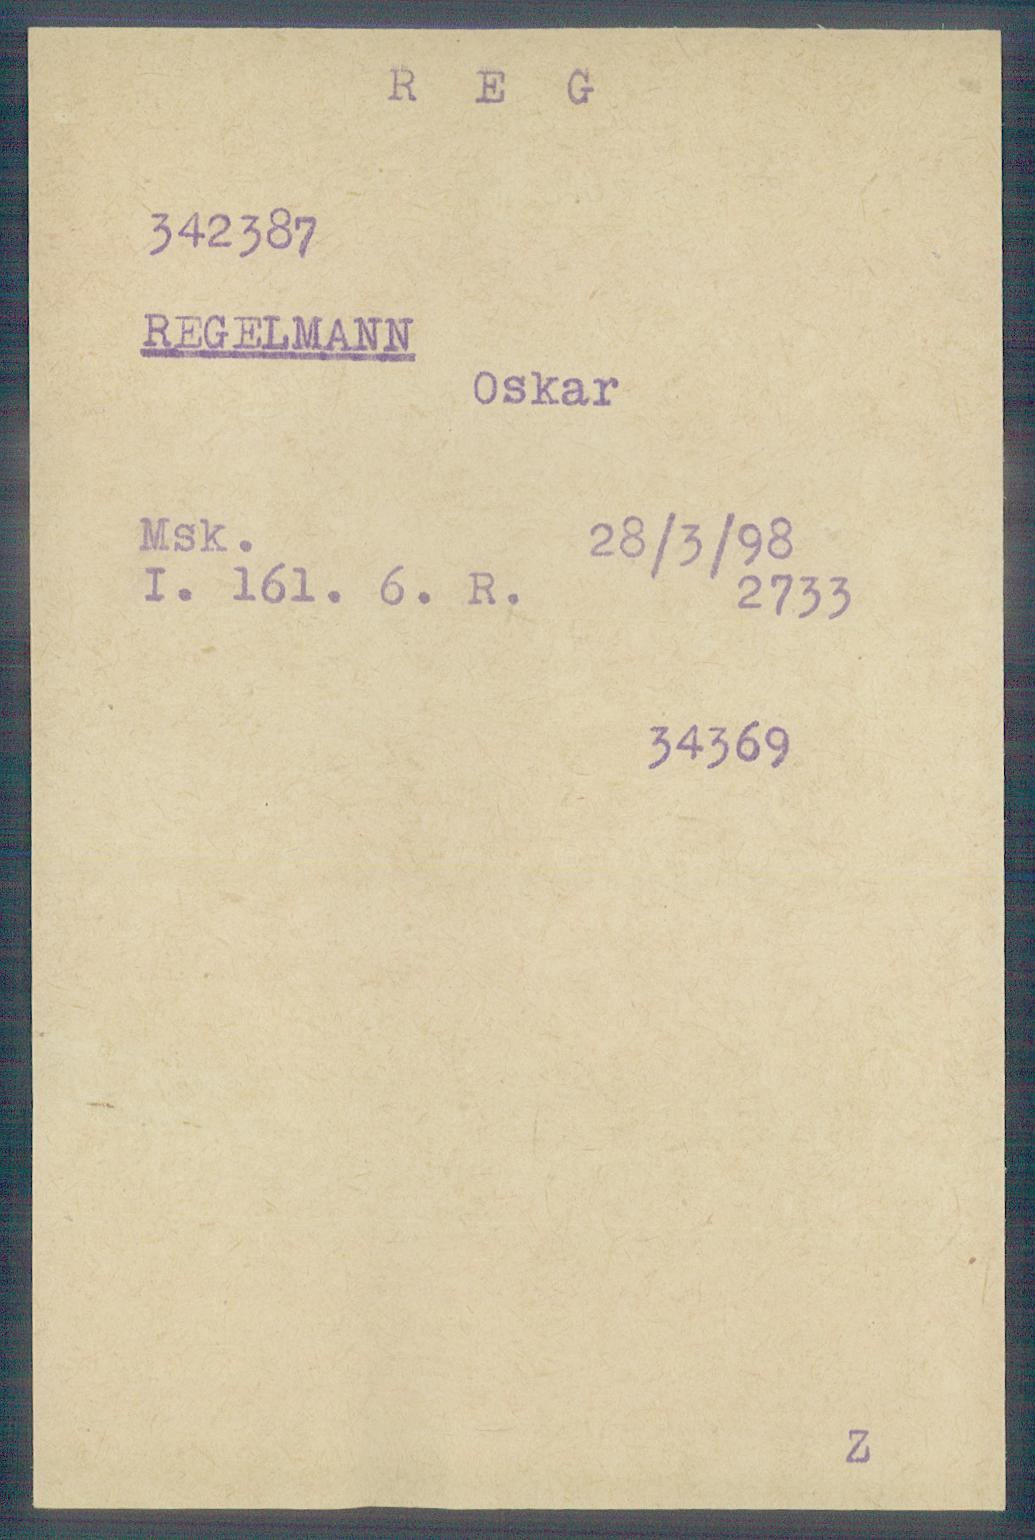 R E G
342387
REGELMANN
Oskar
Msk. 28/3/98
I. 161. 6. R. 2733
34369
Z